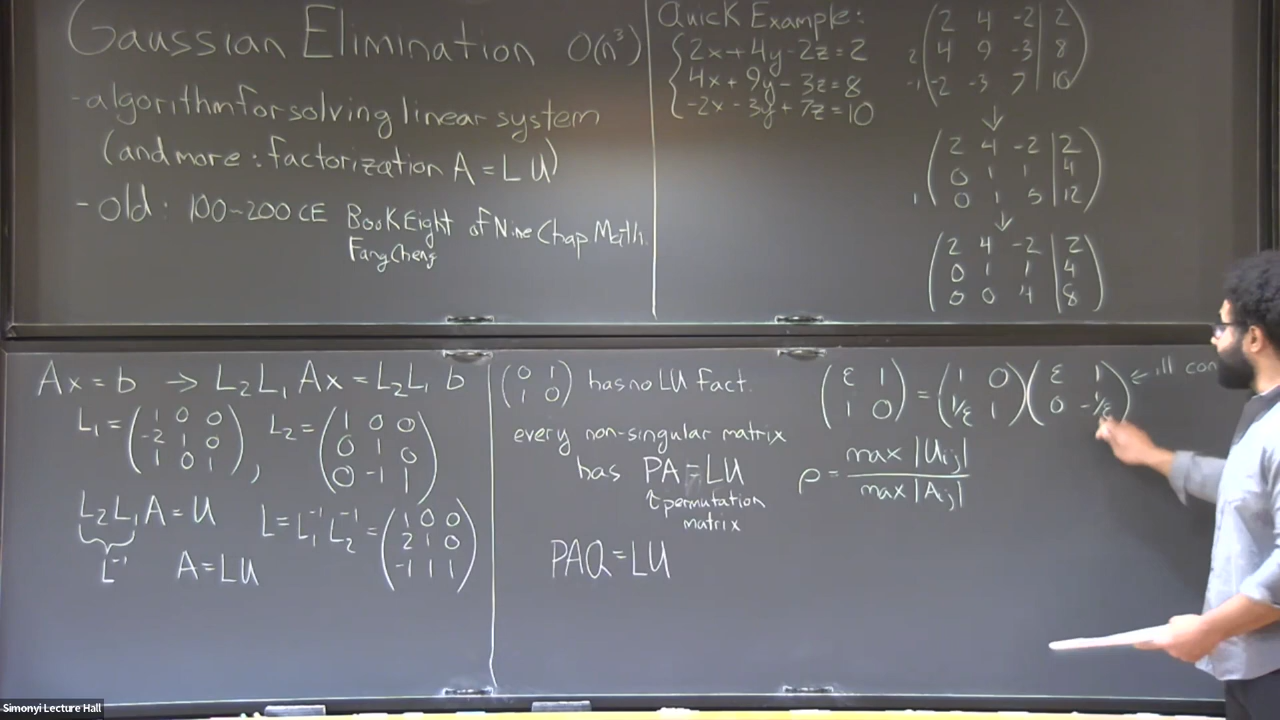 Gaussian Elimination O(n³)
-algorithm for solving linear system
(and more: factorization A = LU)
-old: 100-200 CE Book Eight of Nine Chap Math.
Fang Cheng
Quick Example:
2x+4y-2z=2
4x+9y-3z=8
-2x-3y+7z=10
2 4 -2 | 2
2 4 9 -3 | 8
-1 -2 -3 7 | 10
↓
2 4 -2 | 2
0 1 1 | 4
1 0 1 5 | 12
↓
2 4 -2 | 2
0 1 1 | 4
0 0 4 | 8
Ax = b → L₂L₁Ax = L₂L₁ b
L₁ = (1 0 0
-2 1 0
1 0 1),
L₂ = (1 0 0
0 1 0
0 -1 1)
L₂L₁A = U
L⁻¹
A = LU
L = L₁⁻¹ L₂⁻¹ = (1 0 0
2 1 0
-1 1 1)
(0 1
1 0) has no LU fact.
every non-singular matrix
has PA = LU
↑ permutation
matrix
PAQ = LU
(ε 1
1 0) = (1 0
1/ε 1)(ε 1
0 -1/ε) ← ill con
ρ = max |Uij|
max |Aij|
Simonyi Lecture Hall